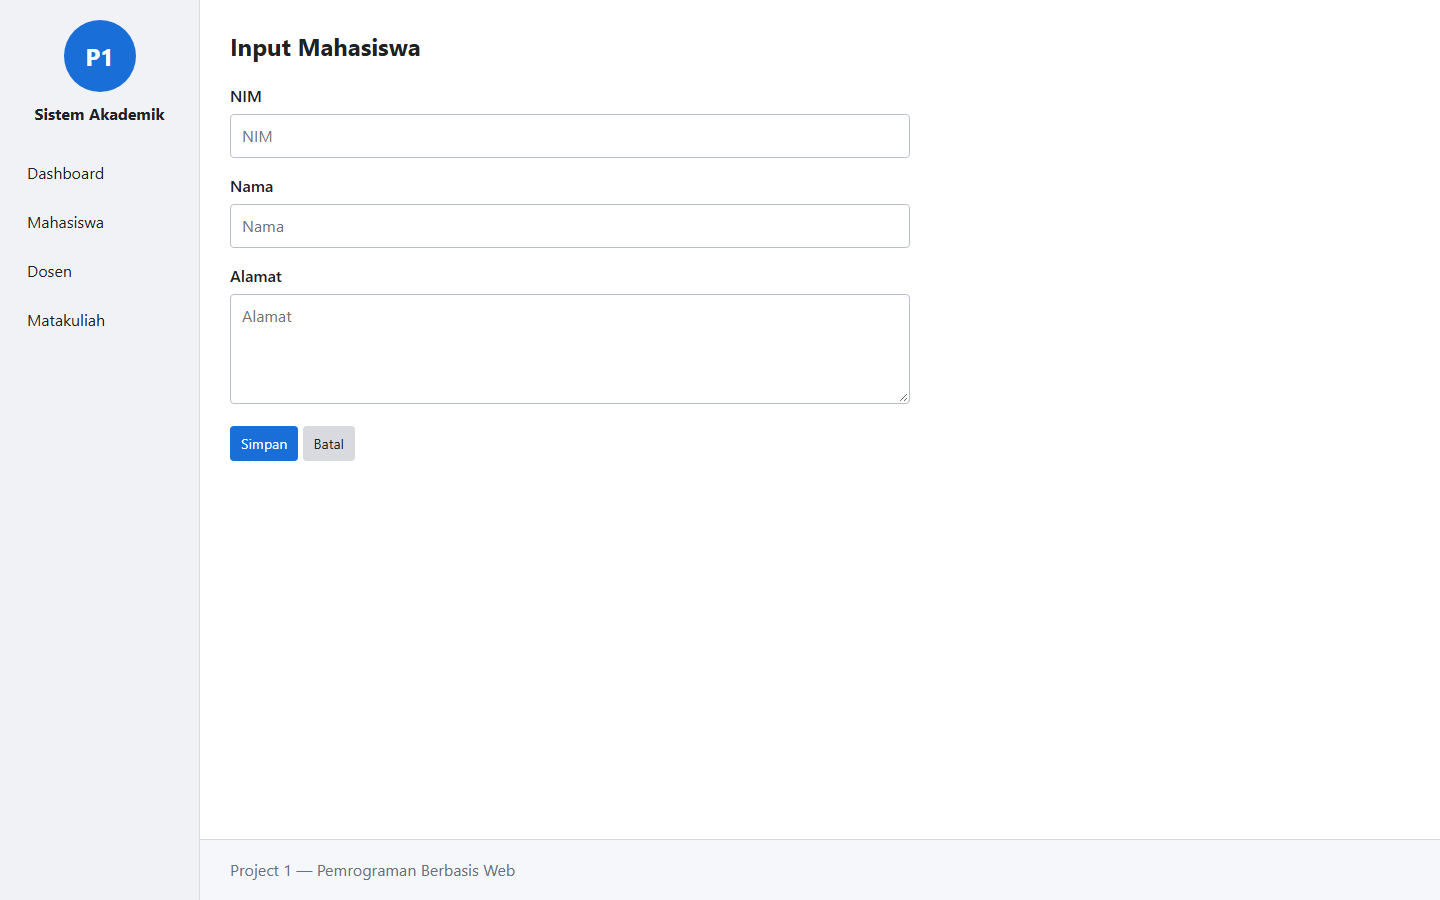 P1
Sistem Akademik
Dashboard
Mahasiswa
Dosen
Matakuliah
Input Mahasiswa
NIM
NIM
Nama
Nama
Alamat
Alamat
Simpan Batal
Project 1 — Pemrograman Berbasis Web